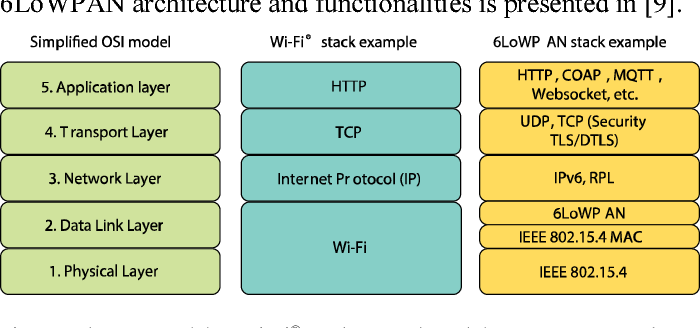 6LoWPAN architecture and functionalities is presented in [9].
Simplified OSI model
Wi-Fi® stack example
6LoWP AN stack example
5. Application layer
HTTP
HTTP , COAP , MQTT ,
Websocket, etc.
4. T ransport Layer
TCP
UDP, TCP (Security
TLS/DTLS)
3. Network Layer
Internet Pr otocol (IP)
IPv6, RPL
2. Data Link Layer
Wi-Fi
6LoWP AN
IEEE 802.15.4 MAC
1. Physical Layer
IEEE 802.15.4